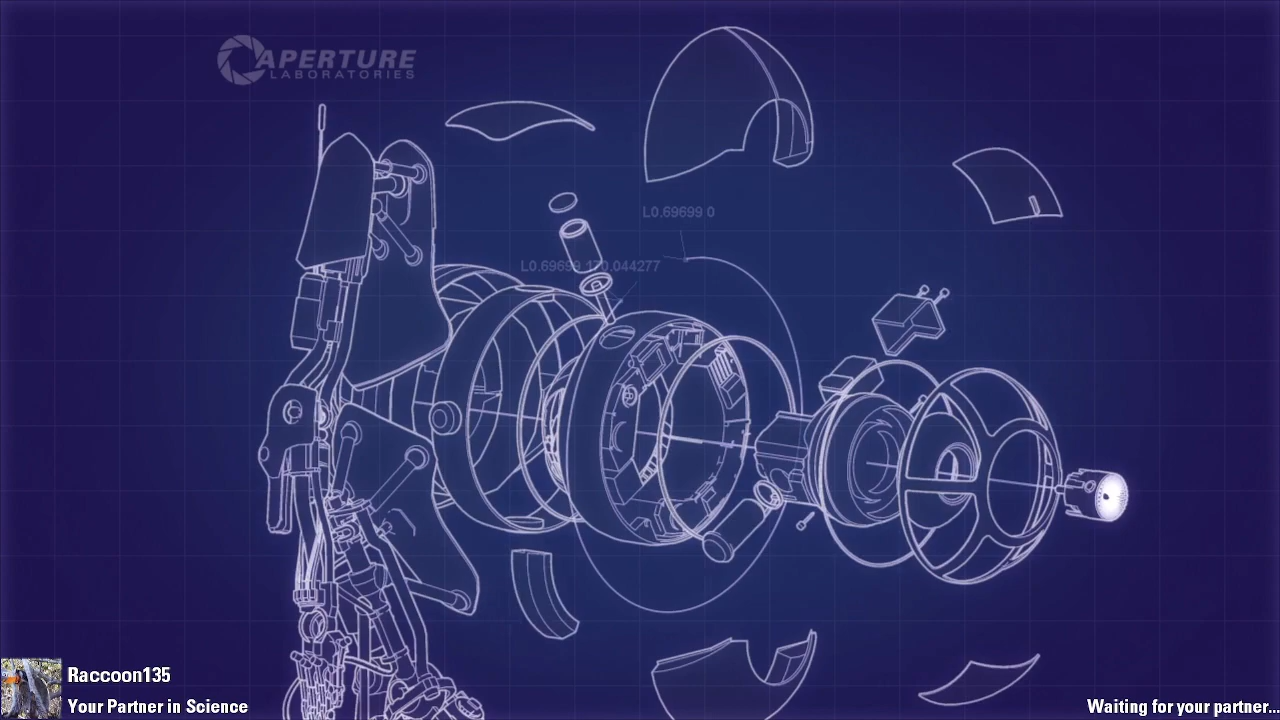 APERTURE
LABORATORIES
L0.69699 0
Raccoon135
Your Partner in Science
Waiting for your partner...